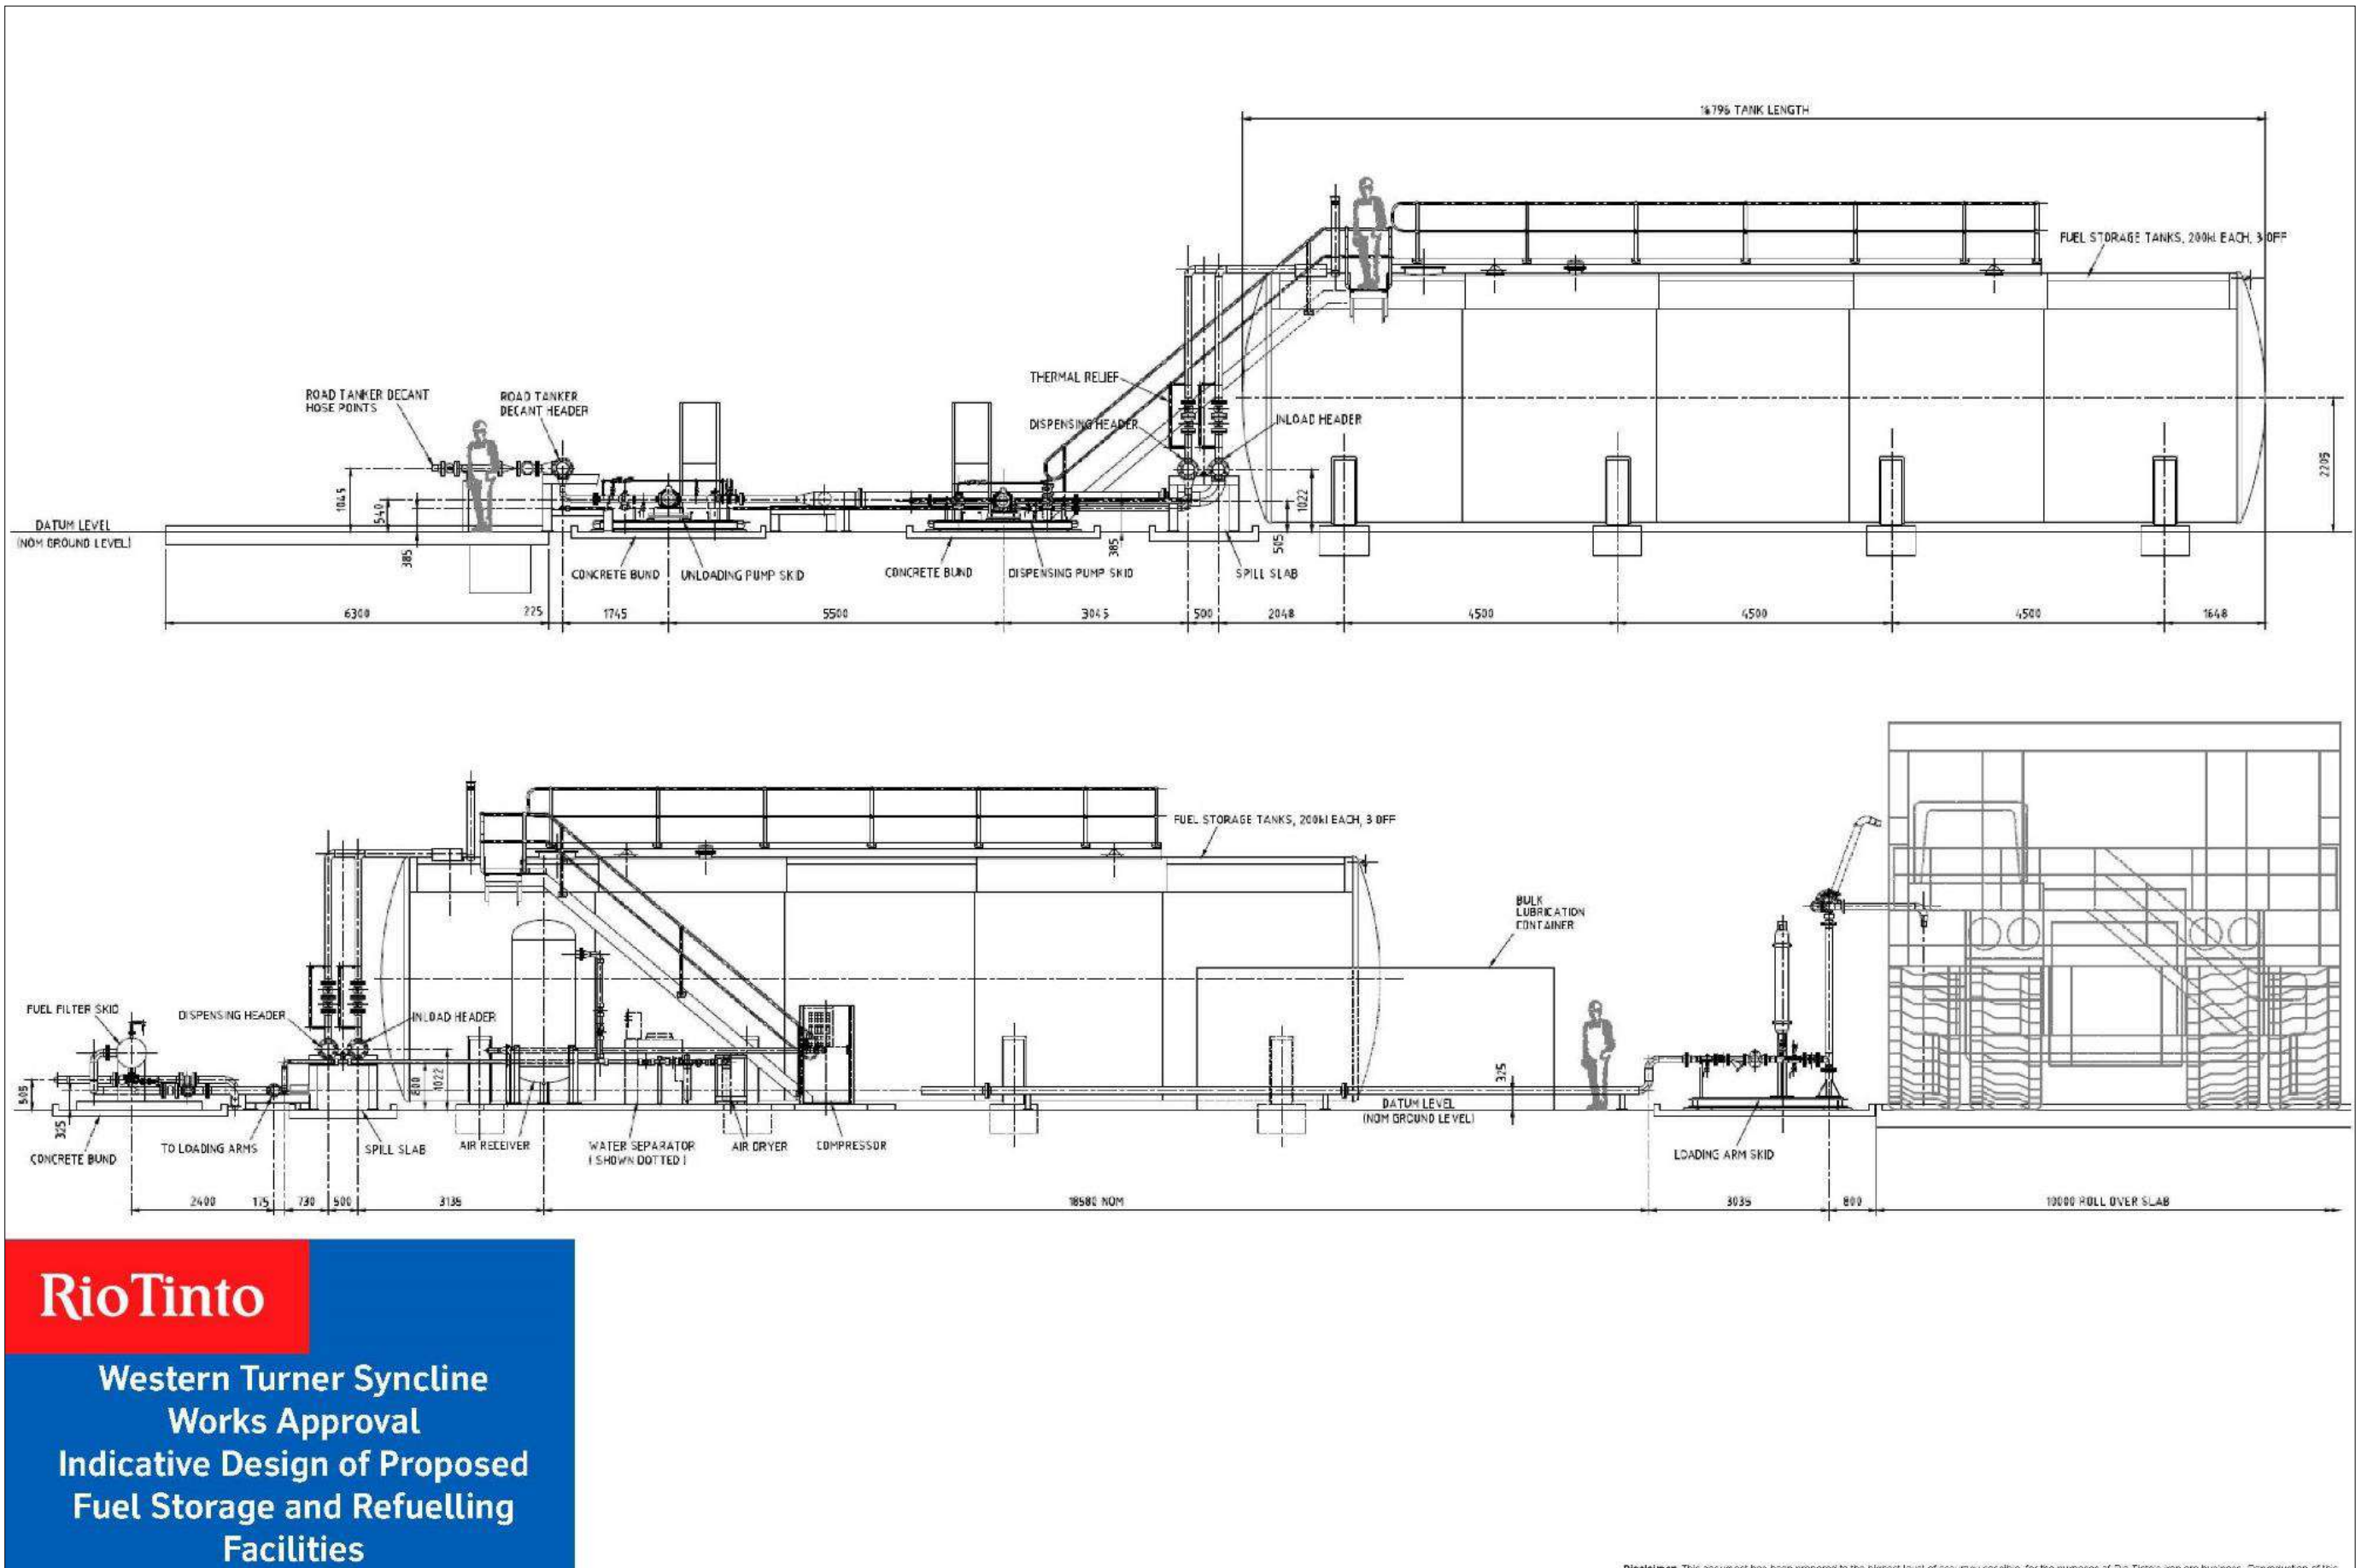 16796 TANK LENGTH
FUEL STORAGE TANKS, 200kl EACH, 3 OFF
THERMAL RELIEF
ROAD TANKER DECANT
HOSE POINTS
ROAD TANKER
DECANT HEADER
DISPENSING HEADER
INLOAD HEADER
1045
540
385
1022
505
385
2205
DATUM LEVEL
(NOM GROUND LEVEL)
CONCRETE BUND
UNLOADING PUMP SKID
CONCRETE BUND
DISPENSING PUMP SKID
SPILL SLAB
6300
225
1745
5500
3045
500
2048
4500
4500
4500
1648
FUEL STORAGE TANKS, 200kl EACH, 3 OFF
BULK
LUBRICATION
CONTAINER
FUEL FILTER SKID
DISPENSING HEADER
INLOAD HEADER
505
325
800
1022
325
DATUM LEVEL
(NOM GROUND LEVEL)
CONCRETE BUND
TO LOADING ARMS
SPILL SLAB
AIR RECEIVER
WATER SEPARATOR
( SHOWN DOTTED )
AIR DRYER
COMPRESSOR
LOADING ARM SKID
2400
175
730
500
3135
18580 NOM
3035
800
10000 ROLL OVER SLAB
RioTinto
Western Turner Syncline
Works Approval
Indicative Design of Proposed
Fuel Storage and Refuelling
Facilities